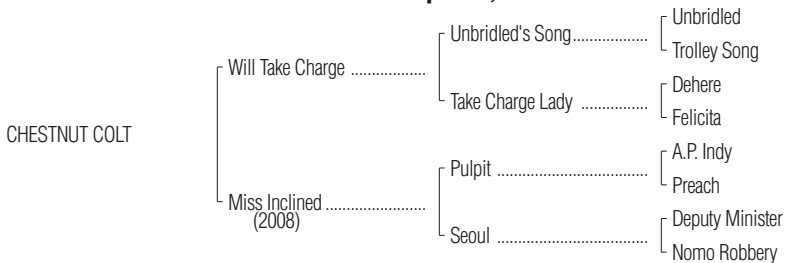 Unbridled
Unbridled's Song..................
Trolley Song
Will Take Charge ..................
Dehere
Take Charge Lady ................
Felicita
CHESTNUT COLT
A.P. Indy
Pulpit .....................................
Preach
Miss Inclined ........................
(2008)
Deputy Minister
Seoul .....................................
Nomo Robbery